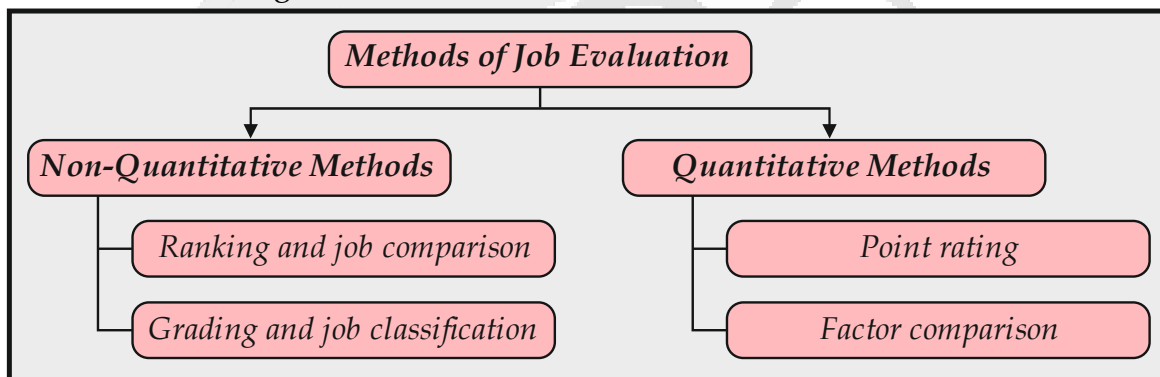 Methods of Job Evaluation
Non-Quantitative Methods
Quantitative Methods
Ranking and job comparison
Point rating
Grading and job classification
Factor comparison